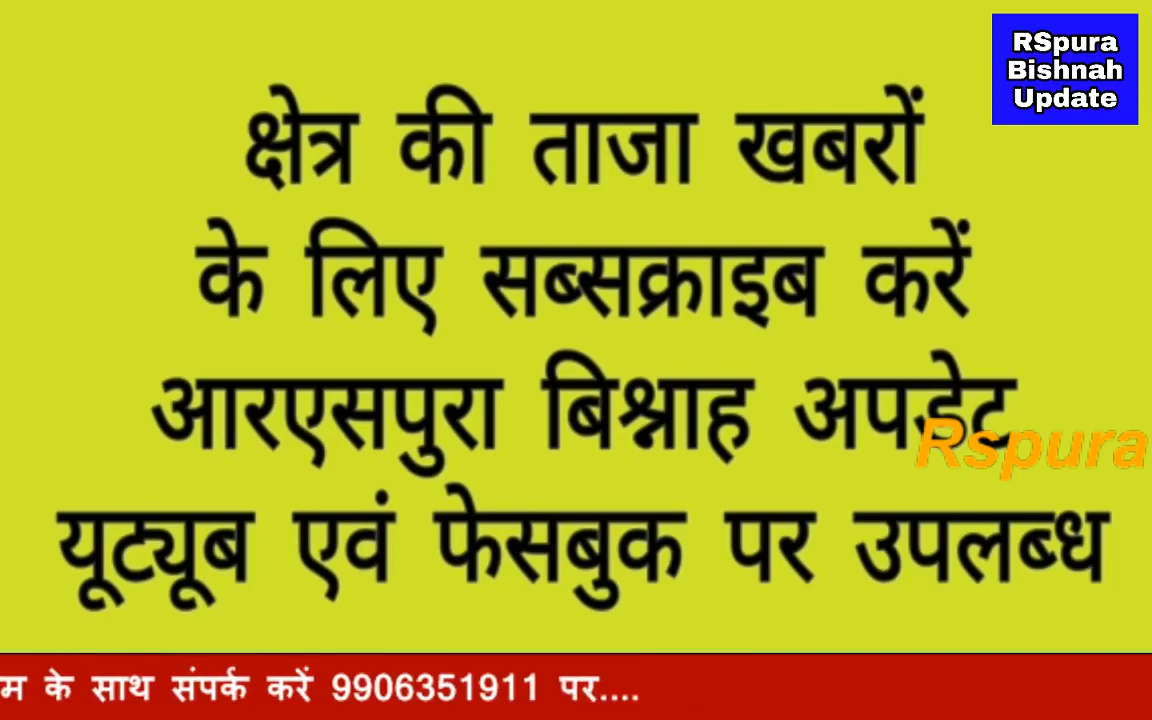 RSpura
Bishnah
Update
क्षेत्र की ताजा खबरों
के लिए सब्सक्राइब करें
आरएसपुरा बिश्नाह अपडेट
Rspura
यूट्यूब एवं फेसबुक पर उपलब्ध
म के साथ संपर्क करें 9906351911 पर....